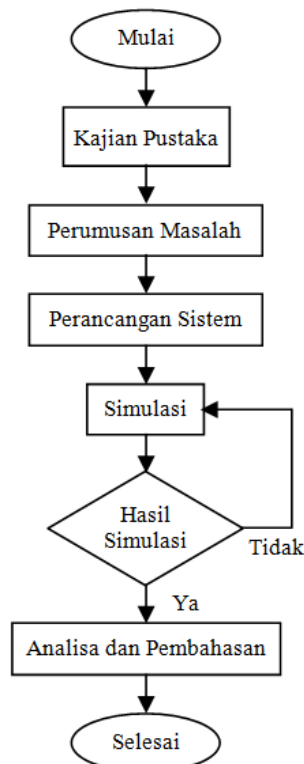 Mulai
Kajian Pustaka
Perumusan Masalah
Perancangan Sistem
Simulasi
Hasil
Simulasi
Tidak
Ya
Analisa dan Pembahasan
Selesai